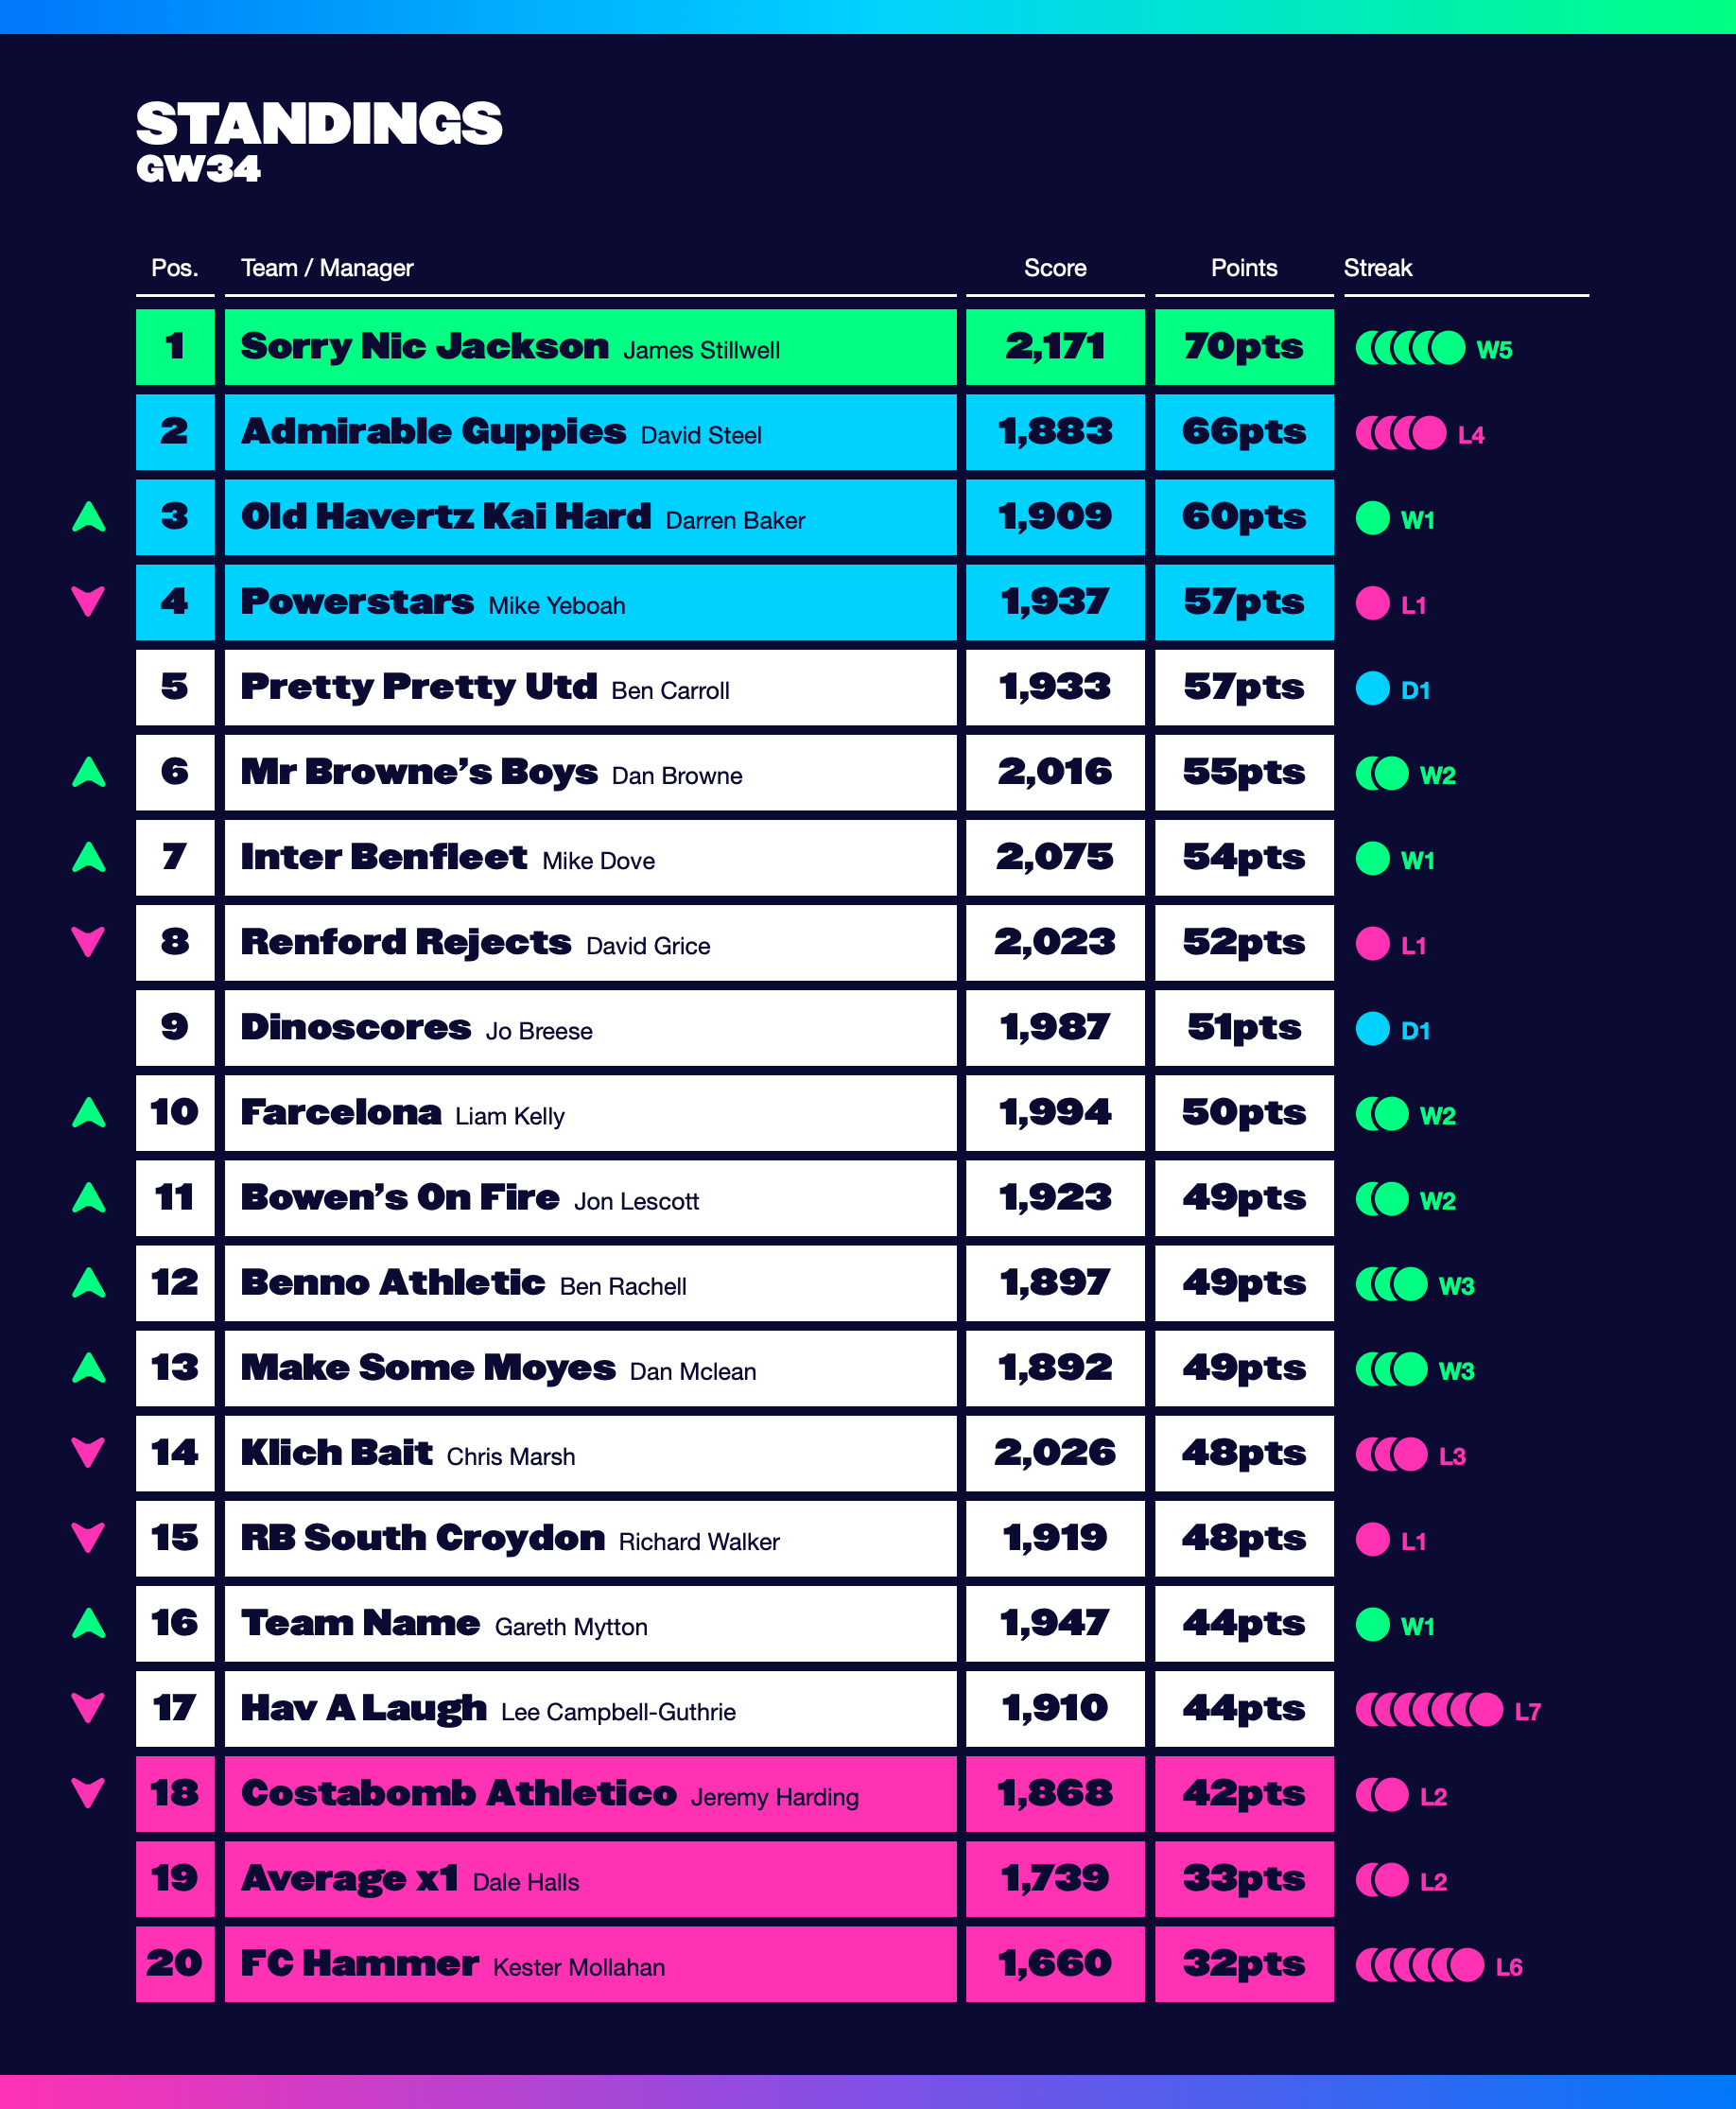 STANDINGS
GW34
Pos. Team / Manager Score Points Streak
1 Sorry Nic Jackson James Stillwell 2,171 70pts W5
2 Admirable Guppies David Steel 1,883 66pts L4
3 Old Havertz Kai Hard Darren Baker 1,909 60pts W1
4 Powerstars Mike Yeboah 1,937 57pts L1
5 Pretty Pretty Utd Ben Carroll 1,933 57pts D1
6 Mr Browne’s Boys Dan Browne 2,016 55pts W2
7 Inter Benfleet Mike Dove 2,075 54pts W1
8 Renford Rejects David Grice 2,023 52pts L1
9 Dinoscores Jo Breese 1,987 51pts D1
10 Farcelona Liam Kelly 1,994 50pts W2
11 Bowen’s On Fire Jon Lescott 1,923 49pts W2
12 Benno Athletic Ben Rachell 1,897 49pts W3
13 Make Some Moyes Dan Mclean 1,892 49pts W3
14 Klich Bait Chris Marsh 2,026 48pts L3
15 RB South Croydon Richard Walker 1,919 48pts L1
16 Team Name Gareth Mytton 1,947 44pts W1
17 Hav A Laugh Lee Campbell-Guthrie 1,910 44pts L7
18 Costabomb Athletico Jeremy Harding 1,868 42pts L2
19 Average x1 Dale Halls 1,739 33pts L2
20 FC Hammer Kester Mollahan 1,660 32pts L6